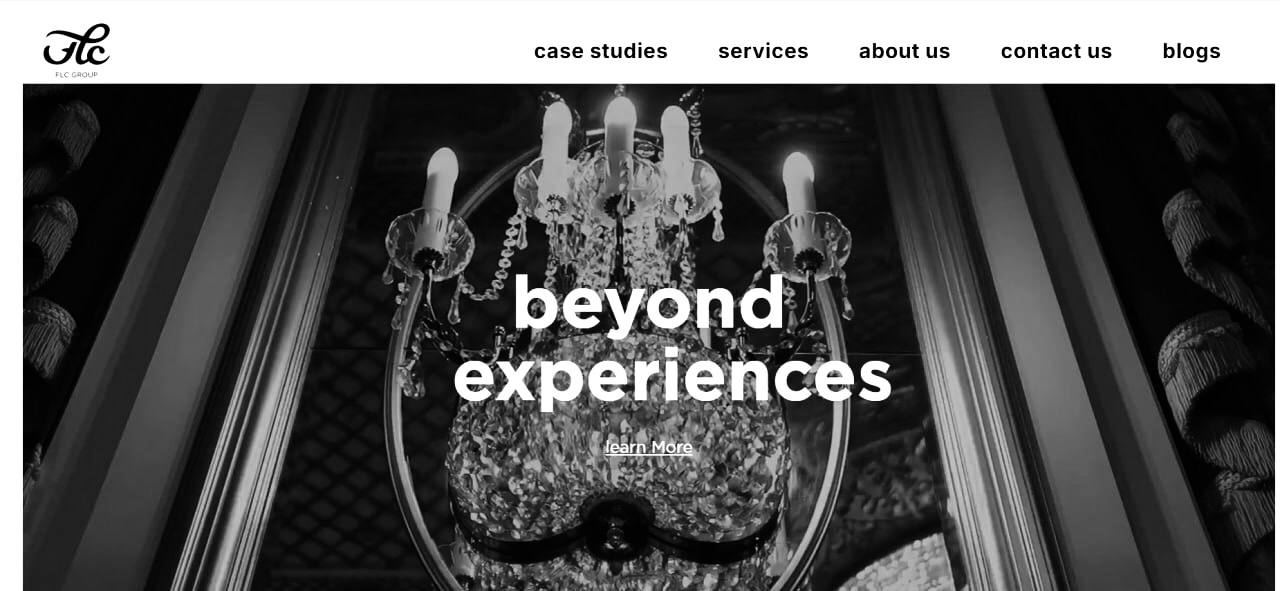 flc
FLC GROUP
case studies
services
about us
contact us
blogs
beyond
experiences
learn More